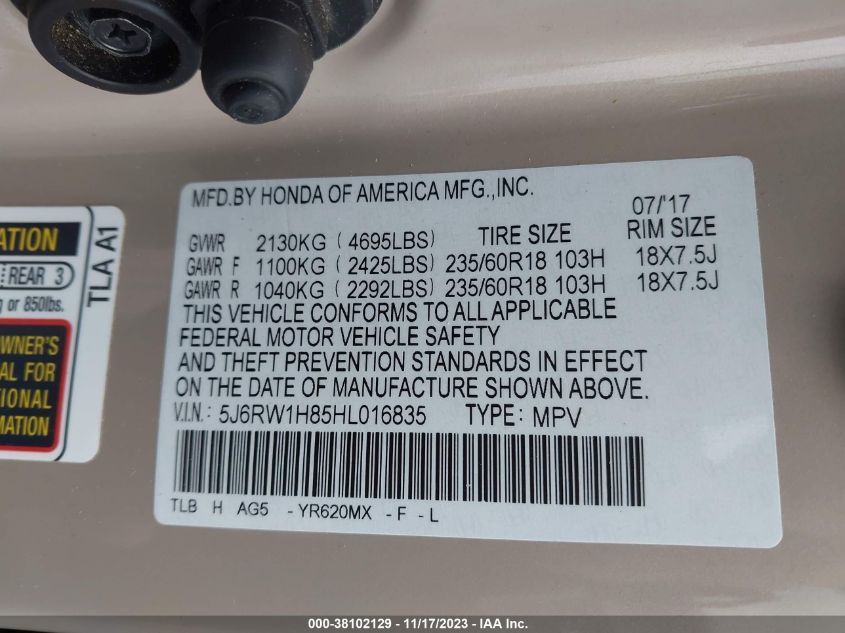 MFD.BY HONDA OF AMERICA MFG.,INC.
07/'17
GVWR 2130KG ( 4695LBS) TIRE SIZE RIM SIZE
GAWR F 1100KG ( 2425LBS) 235/60R18 103H 18X7.5J
GAWR R 1040KG ( 2292LBS) 235/60R18 103H 18X7.5J
THIS VEHICLE CONFORMS TO ALL APPLICABLE
FEDERAL MOTOR VEHICLE SAFETY
AND THEFT PREVENTION STANDARDS IN EFFECT
ON THE DATE OF MANUFACTURE SHOWN ABOVE.
V.I.N.: 5J6RW1H85HL016835 TYPE: MPV
TLB H AG5 - YR620MX - F - L
ATION
REAR 3
or 850lbs.
TLA A1
OWNER'S
AL FOR
TIONAL
MATION
000-38102129 - 11/17/2023 - IAA Inc.